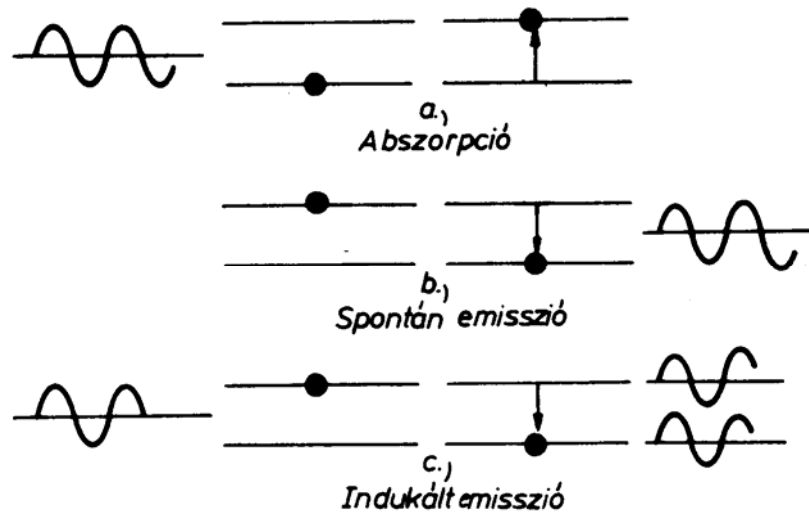 a.)
Abszorpció
b.)
Spontán emisszió
c.)
Indukált emisszió